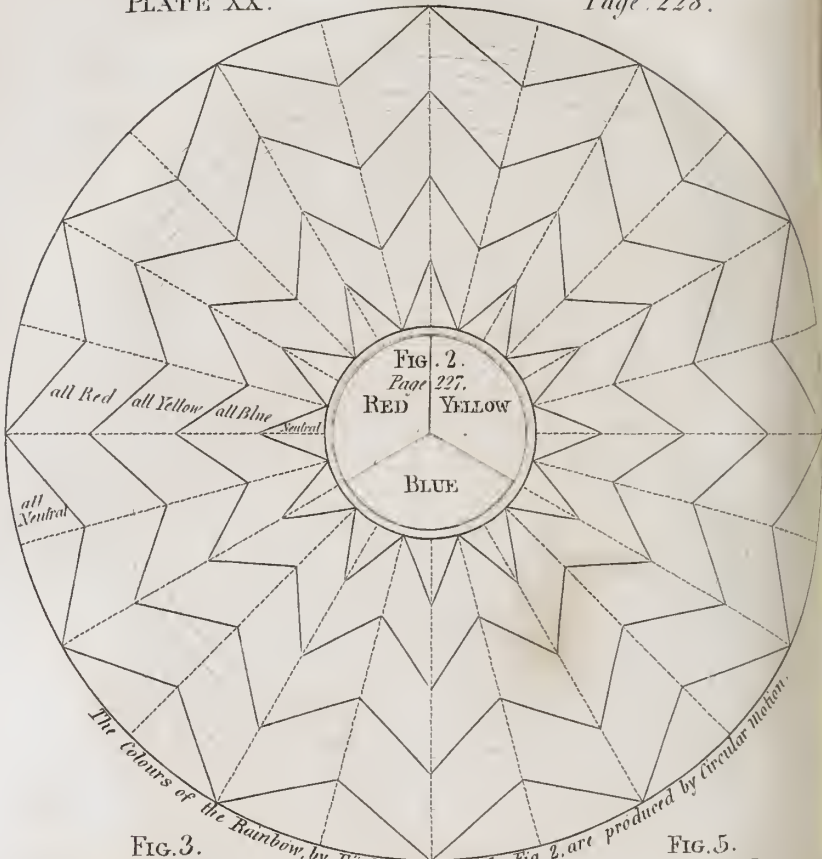 PLATE XX.
Page. 228.
FIG. 2.
Page 227.
RED YELLOW
BLUE
all Red all Yellow all Blue Neutral
all
Neutral
The Colours of the Rainbow, by Fig. 2, are produced by Circular Motion.
FIG.3.
FIG.5.